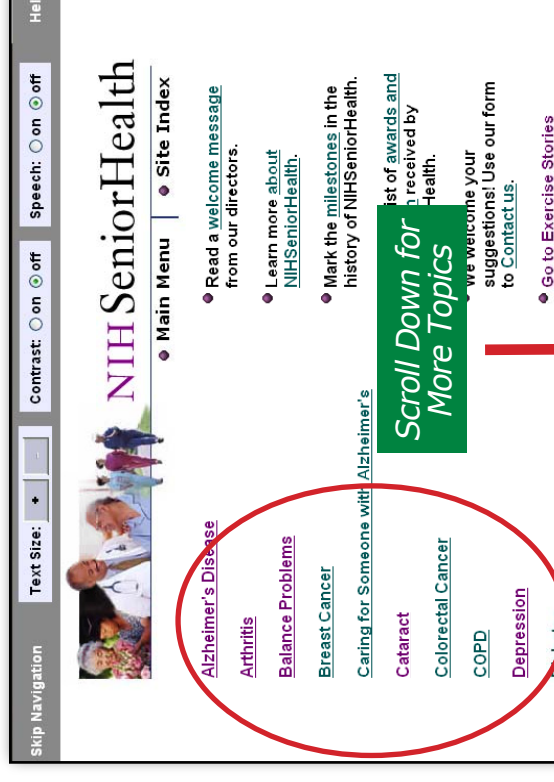 Skip Navigation
Text Size: + -
Contrast: on off
Speech: on off
Hel
NIH SeniorHealth
Main Menu
Site Index
Alzheimer's Disease
Arthritis
Balance Problems
Breast Cancer
Caring for Someone with Alzheimer's
Cataract
Colorectal Cancer
COPD
Depression
Read a welcome message
from our directors.
Learn more about
NIHSeniorHealth.
Mark the milestones in the
history of NIHSeniorHealth.
ist of awards and
n received by
Health.
We welcome your
suggestions! Use our form
to Contact us.
Go to Exercise Stories
Scroll Down for
More Topics